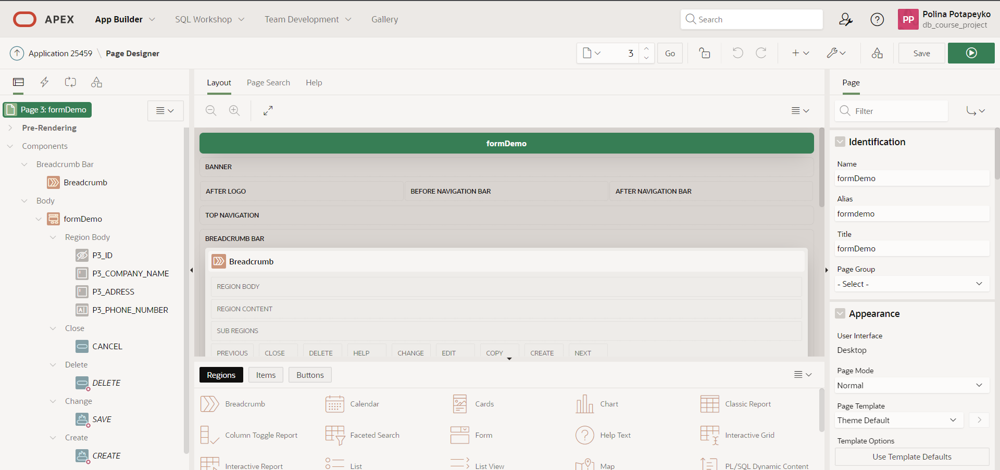 APEX App Builder SQL Workshop Team Development Gallery Search PP Polina Potapeyko
db_course_project
Application 25459 \ Page Designer 3 Go Save
Layout Page Search Help Page
Page 3: formDemo
Filter
Pre-Rendering
Components
Breadcrumb Bar
Breadcrumb
Body
formDemo
Region Body
P3_ID
P3_COMPANY_NAME
P3_ADRESS
P3_PHONE_NUMBER
Close
CANCEL
Delete
DELETE
Change
SAVE
Create
CREATE
formDemo
BANNER
AFTER LOGO BEFORE NAVIGATION BAR AFTER NAVIGATION BAR
TOP NAVIGATION
BREADCRUMB BAR
Breadcrumb
REGION BODY
REGION CONTENT
SUB REGIONS
PREVIOUS CLOSE DELETE HELP CHANGE EDIT COPY CREATE NEXT
Regions Items Buttons
Breadcrumb Calendar Cards Chart Classic Report
Column Toggle Report Faceted Search Form Help Text Interactive Grid
Interactive Report List List View Map PL/SQL Dynamic Content
Identification
Name
formDemo
Alias
formdemo
Title
formDemo
Page Group
- Select -
Appearance
User Interface
Desktop
Page Mode
Normal
Page Template
Theme Default
Template Options
Use Template Defaults